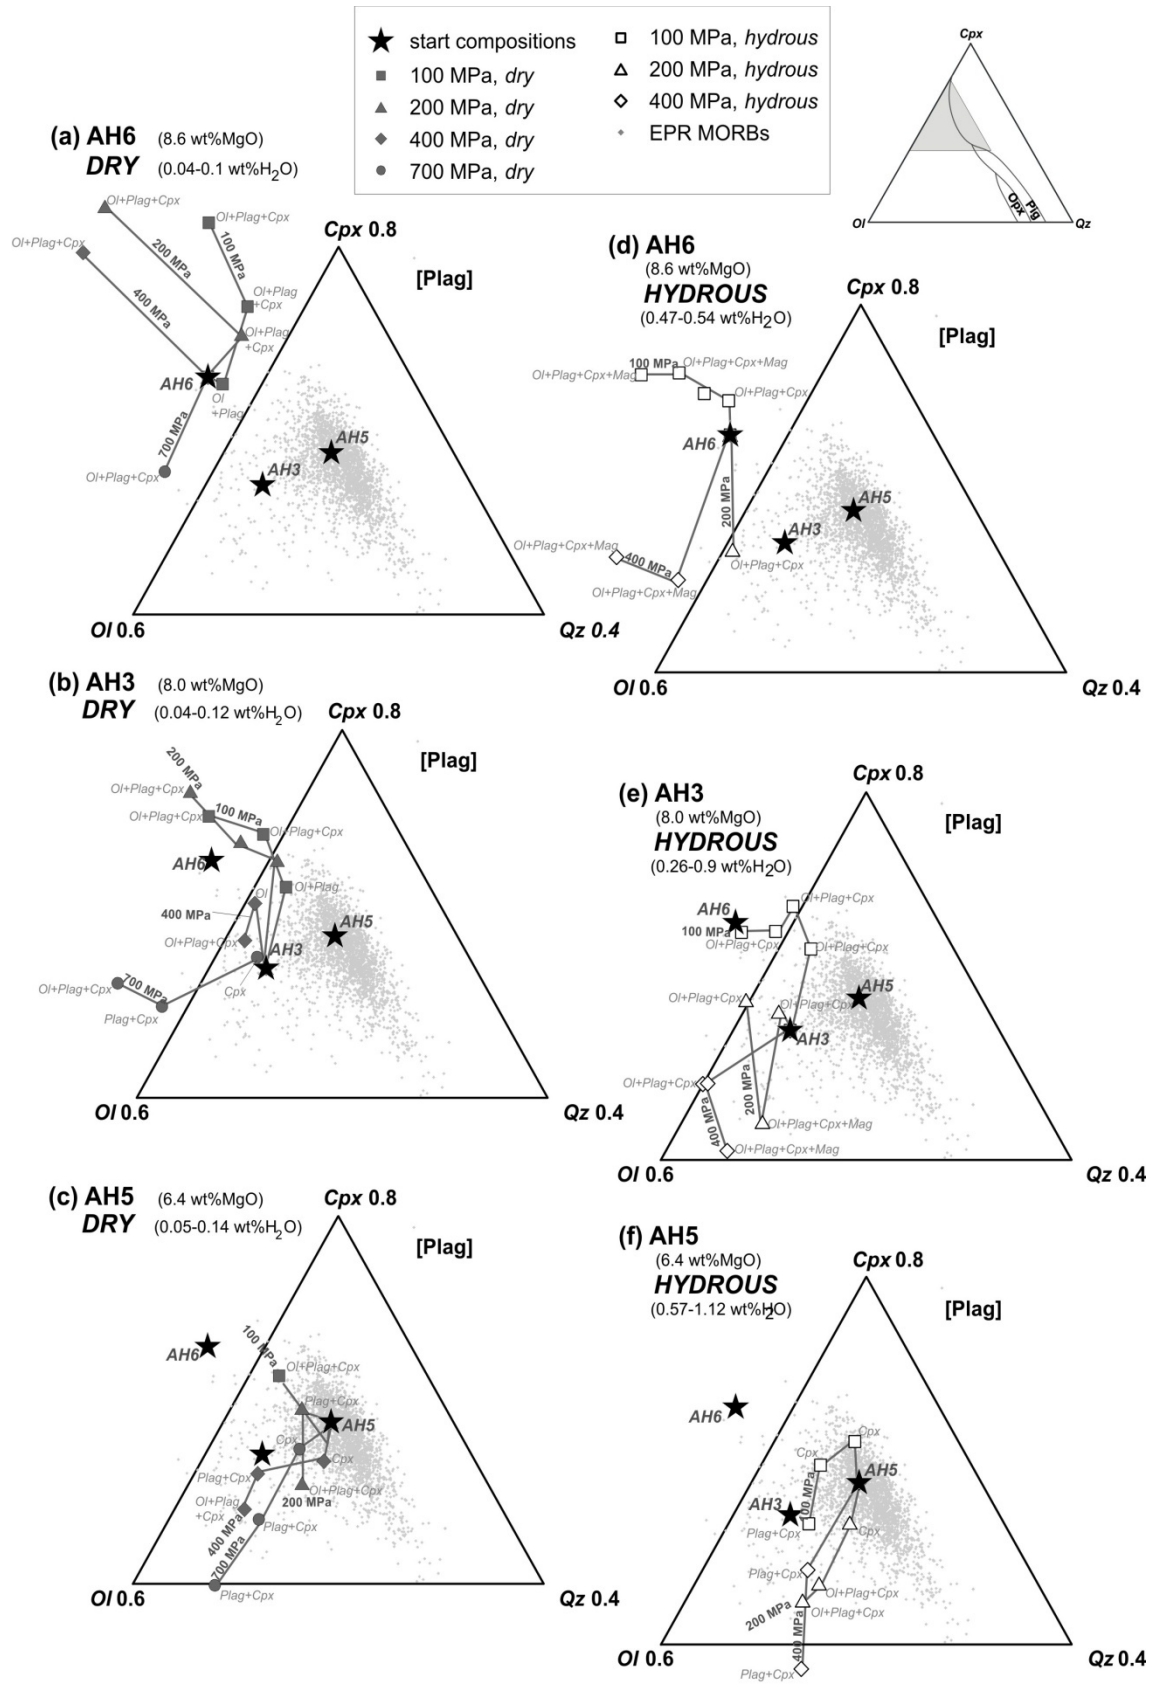 start compositions
100 MPa, dry
200 MPa, dry
400 MPa, dry
700 MPa, dry
100 MPa, hydrous
200 MPa, hydrous
400 MPa, hydrous
EPR MORBs
Cpx
Ol
Opx
Pig
Qz
(a) AH6 (8.6 wt%MgO)
DRY (0.04-0.1 wt%H2O)
Ol+Plag+Cpx
Ol+Plag+Cpx
Ol+Plag+Cpx
200 MPa
100 MPa
400 MPa
Cpx 0.8
[Plag]
Ol+Plag
+Cpx
Ol+Plag
+Cpx
AH6
Ol
+Plag
700 MPa
Ol+Plag+Cpx
AH5
AH3
Ol 0.6
Qz 0.4
(b) AH3 (8.0 wt%MgO)
DRY (0.04-0.12 wt%H2O)
Cpx 0.8
[Plag]
200 MPa
Ol+Plag+Cpx
Ol+Plag+Cpx
100 MPa
Ol+Plag+Cpx
AH6
Ol
Ol+Plag
400 MPa
AH5
Ol+Plag+Cpx
AH3
Cpx
700 MPa
Ol+Plag+Cpx
Plag+Cpx
Ol 0.6
Qz 0.4
(c) AH5 (6.4 wt%MgO)
DRY (0.05-0.14 wt%H2O)
Cpx 0.8
[Plag]
100 MPa
AH6
Ol+Plag+Cpx
Plag+Cpx
AH5
Cpx
Cpx
Plag+Cpx
Ol+Plag+Cpx
200 MPa
Ol+Plag
+Cpx
Plag+Cpx
400 MPa
700 MPa
Plag+Cpx
Ol 0.6
Qz 0.4
(d) AH6
(8.6 wt%MgO)
HYDROUS
(0.47-0.54 wt%H2O)
Cpx 0.8
[Plag]
100 MPa
Ol+Plag+Cpx+Mag
Ol+Plag+Cpx+Mag
Ol+Plag+Cpx
AH6
200 MPa
AH5
AH3
Ol+Plag+Cpx+Mag
400 MPa
Ol+Plag+Cpx
Ol+Plag+Cpx+Mag
Ol 0.6
Qz 0.4
(e) AH3
(8.0 wt%MgO)
HYDROUS
(0.26-0.9 wt%H2O)
Cpx 0.8
[Plag]
AH6
Ol+Plag+Cpx
100 MPa
Ol+Plag+Cpx
Ol+Plag+Cpx
AH5
Ol+Plag+Cpx
Ol+Plag+Cpx
AH3
Ol+Plag+Cpx
200 MPa
400 MPa
Ol+Plag+Cpx+Mag
Ol+Plag+Cpx+Mag
Ol 0.6
Qz 0.4
(f) AH5
(6.4 wt%MgO)
HYDROUS
(0.57-1.12 wt%H2O)
Cpx 0.8
[Plag]
AH6
Cpx
Cpx
AH5
100 MPa
AH3
Plag+Cpx
Cpx
Plag+Cpx
Ol+Plag+Cpx
200 MPa
Ol+Plag+Cpx
400 MPa
Plag+Cpx
Ol 0.6
Qz 0.4